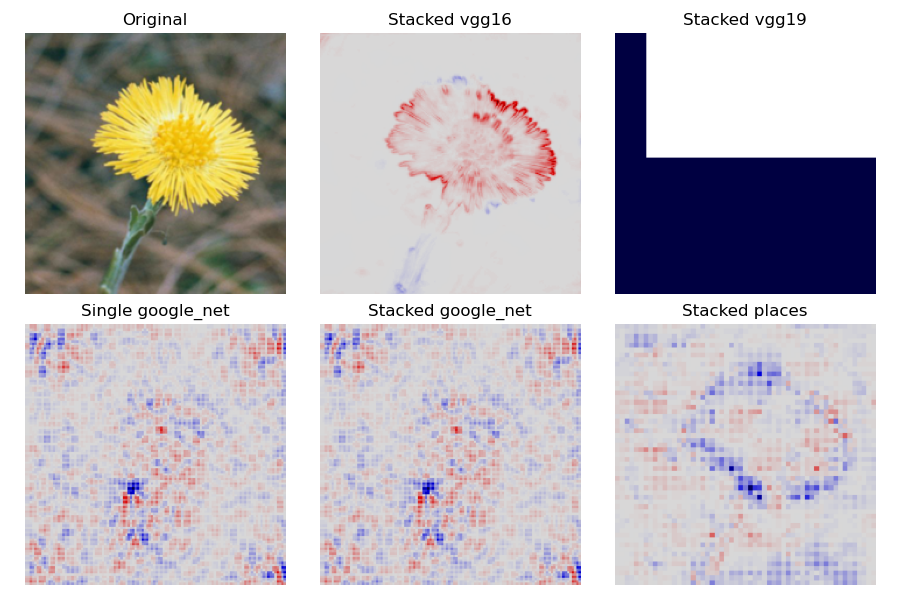 Original
Stacked vgg16
Stacked vgg19
Single google_net
Stacked google_net
Stacked places